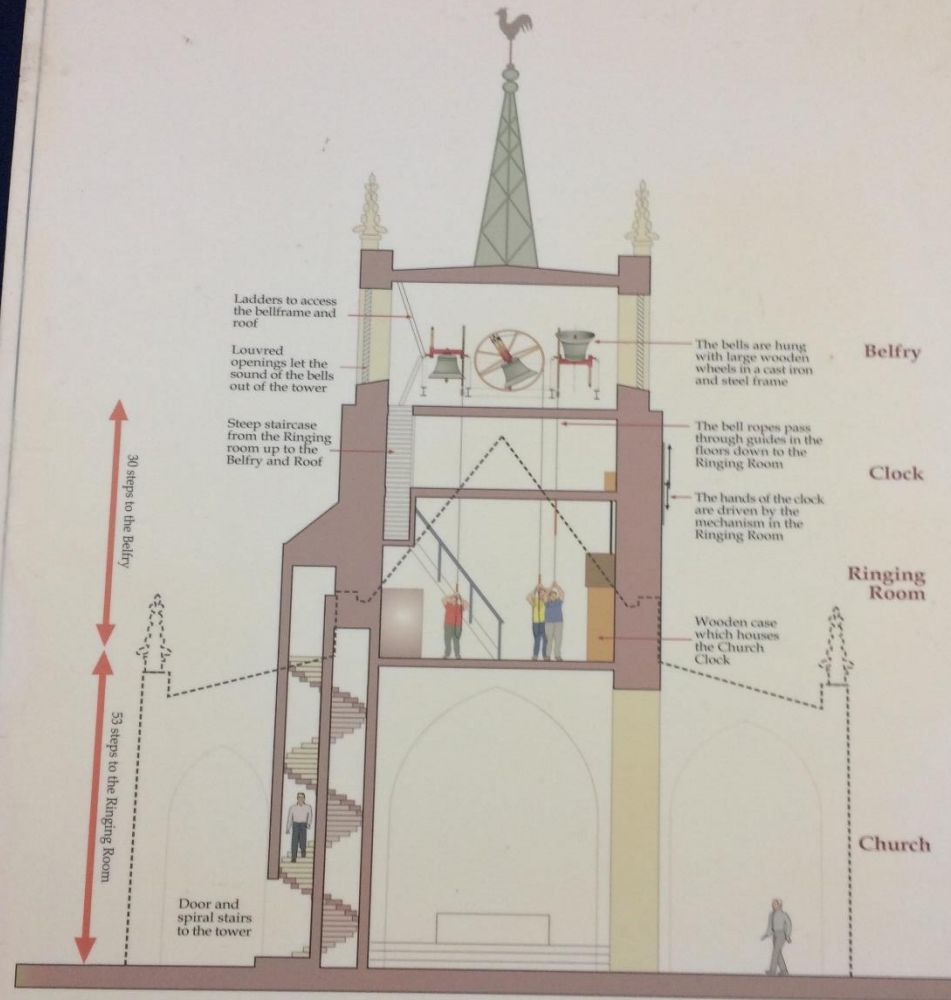 Ladders to access
the bellframe and
roof
Louvred
openings let the
sound of the bells
out of the tower
Steep staircase
from the Ringing
room up to the
Belfry and Roof
30 steps to the Belfry
53 steps to the Ringing Room
Door and
spiral stairs
to the tower
The bells are hung
with large wooden
wheels in a cast iron
and steel frame
The bell ropes pass
through guides in the
floors down to the
Ringing Room
The hands of the clock
are driven by the
mechanism in the
Ringing Room
Wooden case
which houses
the Church
Clock
Belfry
Clock
Ringing
Room
Church